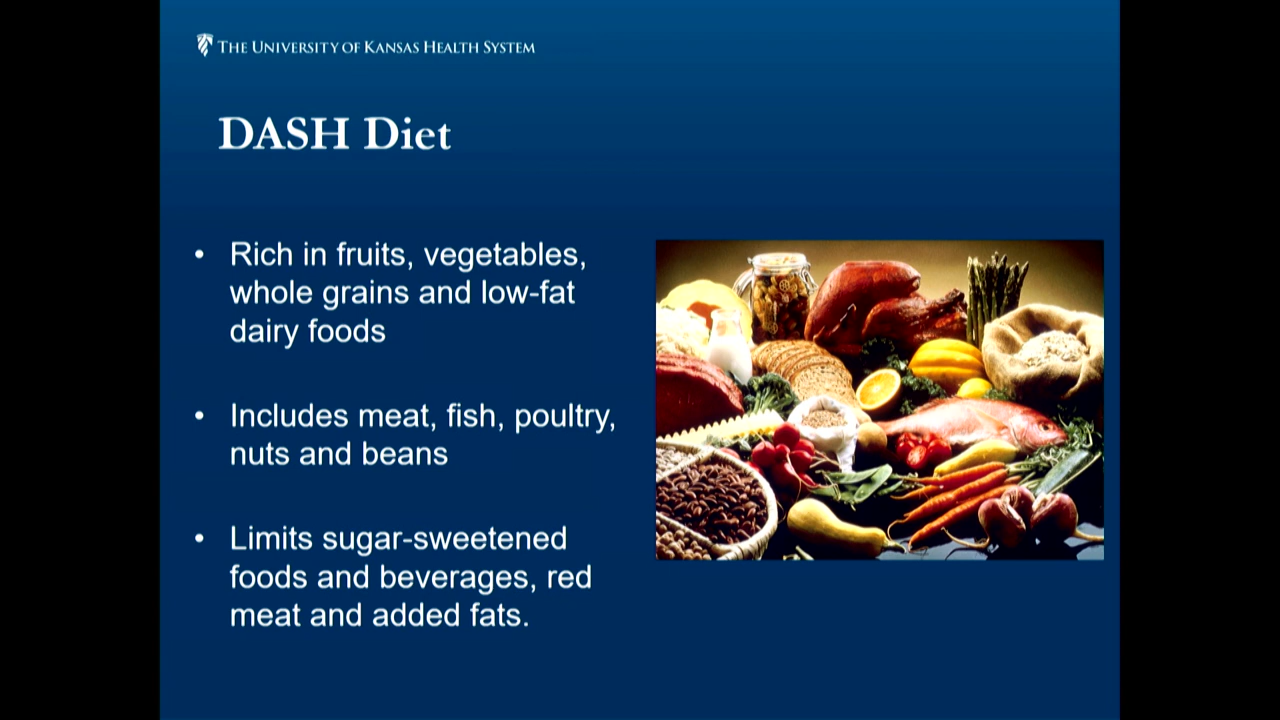 THE UNIVERSITY OF KANSAS HEALTH SYSTEM
DASH Diet
• Rich in fruits, vegetables,
whole grains and low-fat
dairy foods
• Includes meat, fish, poultry,
nuts and beans
• Limits sugar-sweetened
foods and beverages, red
meat and added fats.